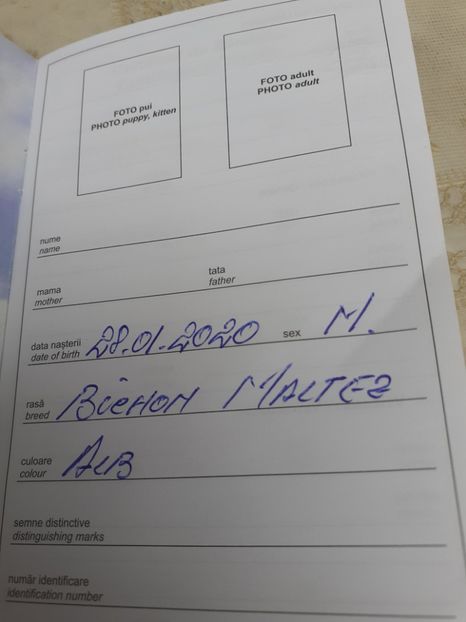 FOTO pui
PHOTO puppy, kitten
FOTO adult
PHOTO adult
nume
name
mama
mother
tata
father
data nașterii
date of birth 28.01.2020 sex M.
rasă
breed BICHON MALTEZ
culoare
colour ALB
semne distinctive
distinguishing marks
număr identificare
identification number